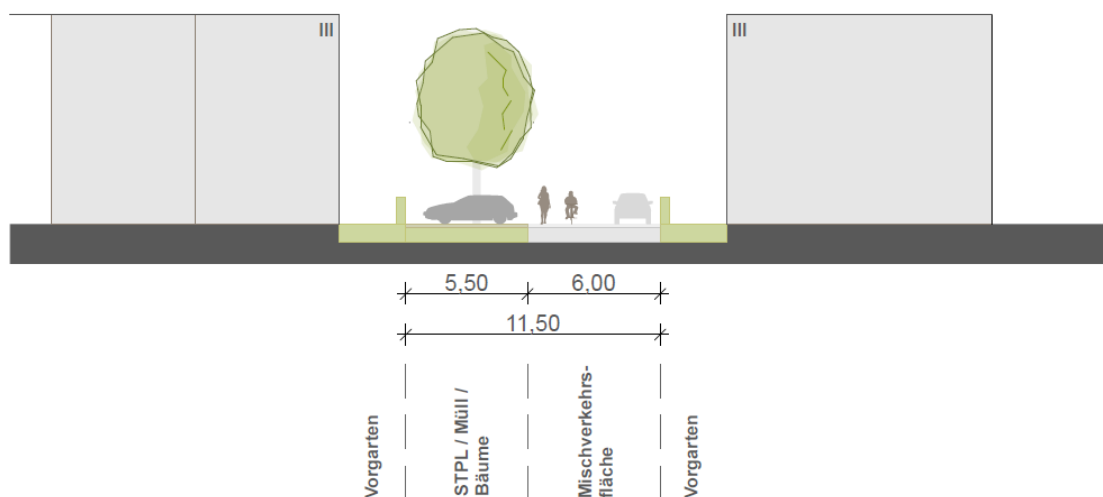 III
III
5,50
6,00
11,50
Vorgarten
STPL / Müll /
Bäume
Mischverkehrs-
fläche
Vorgarten